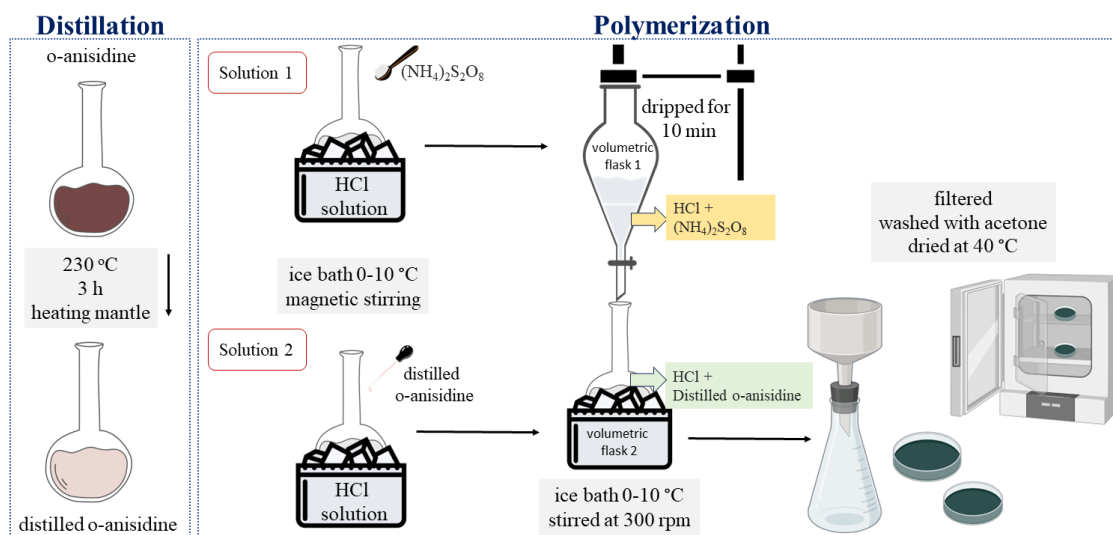 Distillation
o-anisidine
230 °C
3 h
heating mantle
distilled o-anisidine
Polymerization
Solution 1
(NH₄)₂S₂O₈
HCl
solution
ice bath 0-10 °C
magnetic stirring
Solution 2
distilled
o-anisidine
HCl
solution
dripped for
10 min
volumetric
flask 1
HCl +
(NH₄)₂S₂O₈
HCl +
Distilled o-anisidine
volumetric
flask 2
ice bath 0-10 °C
stirred at 300 rpm
filtered
washed with acetone
dried at 40 °C